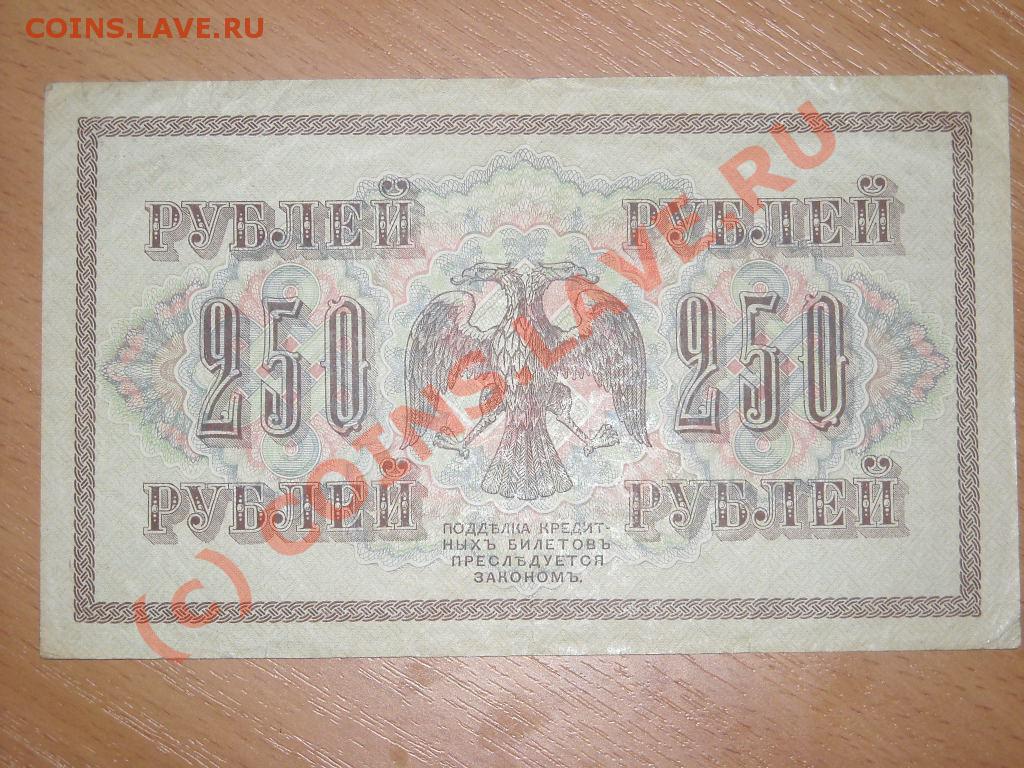 COINS.LAVE.RU
РУБЛЕЙ РУБЛЕЙ
250 250
РУБЛЕЙ РУБЛЕЙ
ПОДДѢЛКА КРЕДИТ-
НЫХЪ БИЛЕТОВЪ
ПРЕСЛѢДУЕТСЯ
ЗАКОНОМЪ.
(c) COINS.LAVE.RU